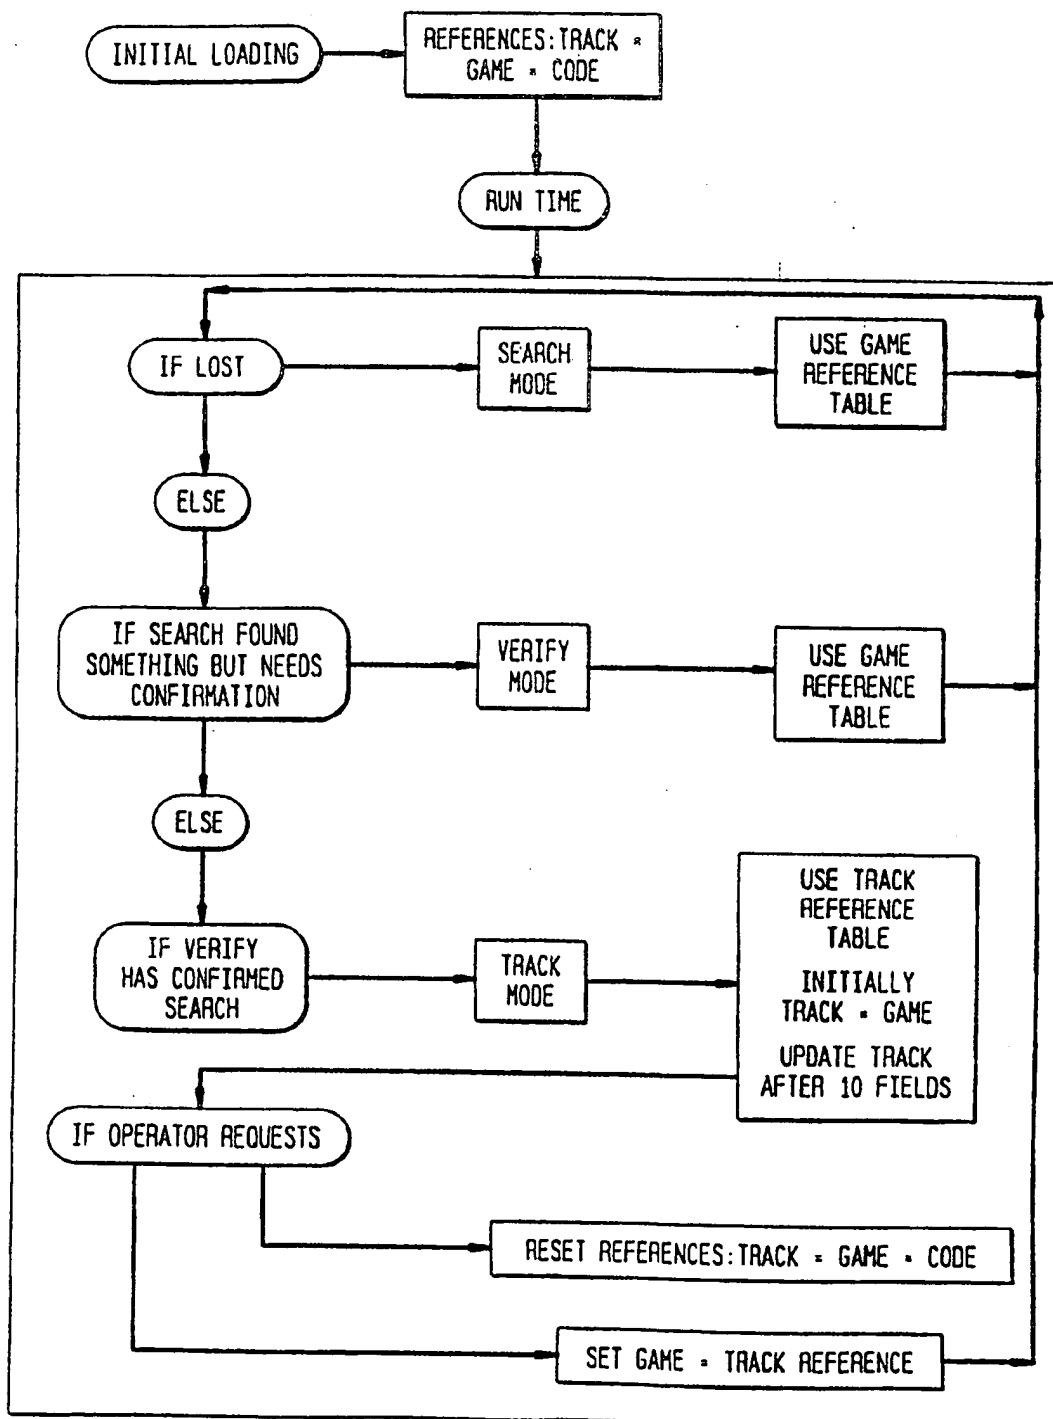 INITIAL LOADING
REFERENCES:TRACK =
GAME = CODE
RUN TIME
IF LOST
SEARCH
MODE
USE GAME
REFERENCE
TABLE
ELSE
IF SEARCH FOUND
SOMETHING BUT NEEDS
CONFIRMATION
VERIFY
MODE
USE GAME
REFERENCE
TABLE
ELSE
IF VERIFY
HAS CONFIRMED
SEARCH
TRACK
MODE
USE TRACK
REFERENCE
TABLE
INITIALLY
TRACK = GAME
UPDATE TRACK
AFTER 10 FIELDS
IF OPERATOR REQUESTS
RESET REFERENCES:TRACK = GAME = CODE
SET GAME = TRACK REFERENCE